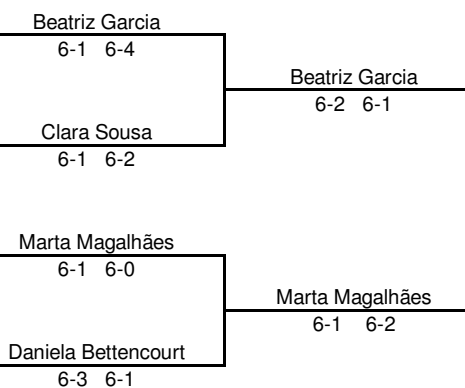 Beatriz Garcia
6-1 6-4
Beatriz Garcia
6-2 6-1
Clara Sousa
6-1 6-2
Marta Magalhães
6-1 6-0
Marta Magalhães
6-1 6-2
Daniela Bettencourt
6-3 6-1